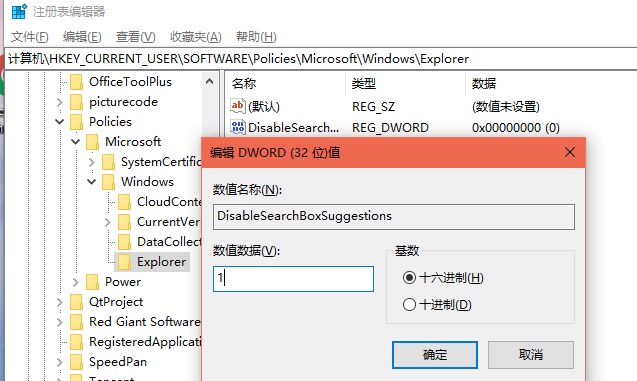 注册表编辑器
文件(F) 编辑(E) 查看(V) 收藏夹(A) 帮助(H)
计算机\HKEY_CURRENT_USER\SOFTWARE\Policies\Microsoft\Windows\Explorer
OfficeToolPlus
picturecode
Policies
Microsoft
SystemCertific
Windows
CloudConte
CurrentVer
DataCollect
Explorer
Power
QtProject
Red Giant Software
RegisteredApplicati
SpeedPan
Tencent
名称 类型 数据
ab (默认) REG_SZ (数值未设置)
DisableSearch... REG_DWORD 0x00000000 (0)
编辑 DWORD (32 位)值
数值名称(N):
DisableSearchBoxSuggestions
数值数据(V):
1
基数
十六进制(H)
十进制(D)
确定 取消